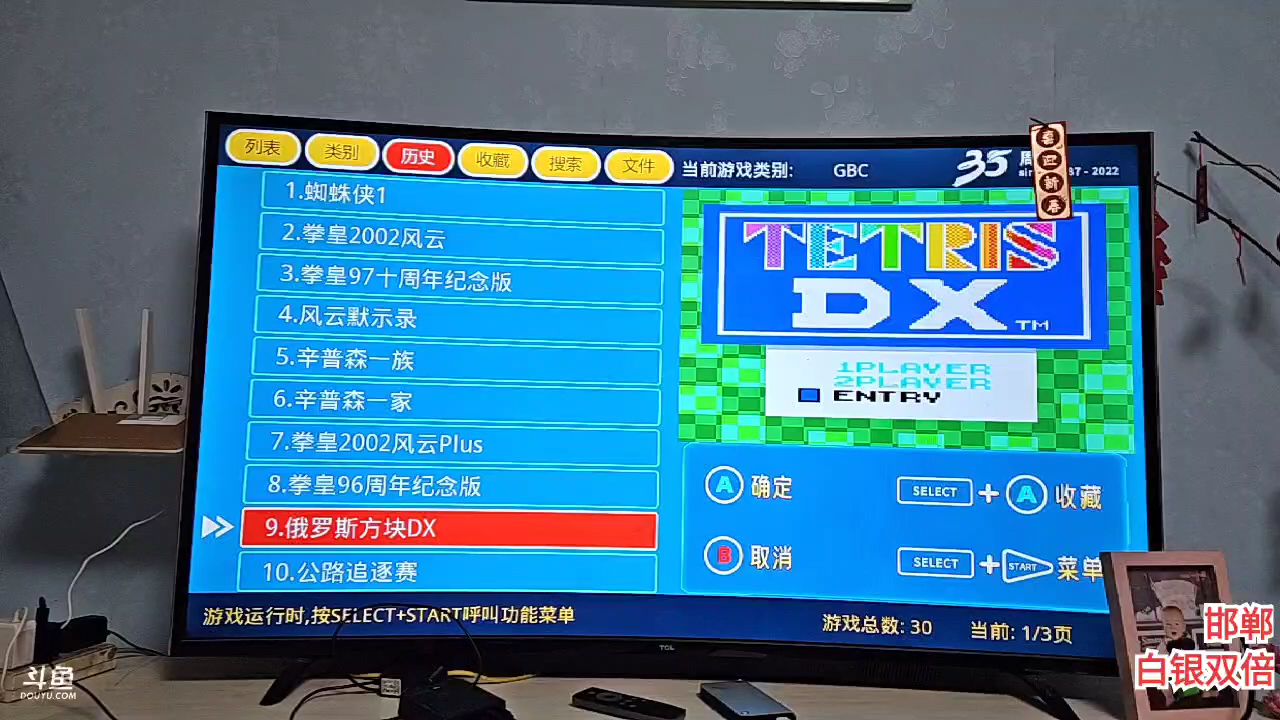 列表 类别 历史 收藏 搜索 文件 当前游戏类别: GBC
35
87 - 2022
喜迎新春
1.蜘蛛侠1
2.拳皇2002风云
3.拳皇97十周年纪念版
4.风云默示录
5.辛普森一族
6.辛普森一家
7.拳皇2002风云Plus
8.拳皇96周年纪念版
9.俄罗斯方块DX
10.公路追逐赛
TETRIS
DX TM
1PLAYER
2PLAYER
ENTRY
A 确定 SELECT + A 收藏
B 取消 SELECT + START 菜单
游戏运行时,按SELECT+START呼叫功能菜单 游戏总数: 30 当前: 1/3页
TCL
斗鱼
DOUYU.COM
邯郸
白银双倍